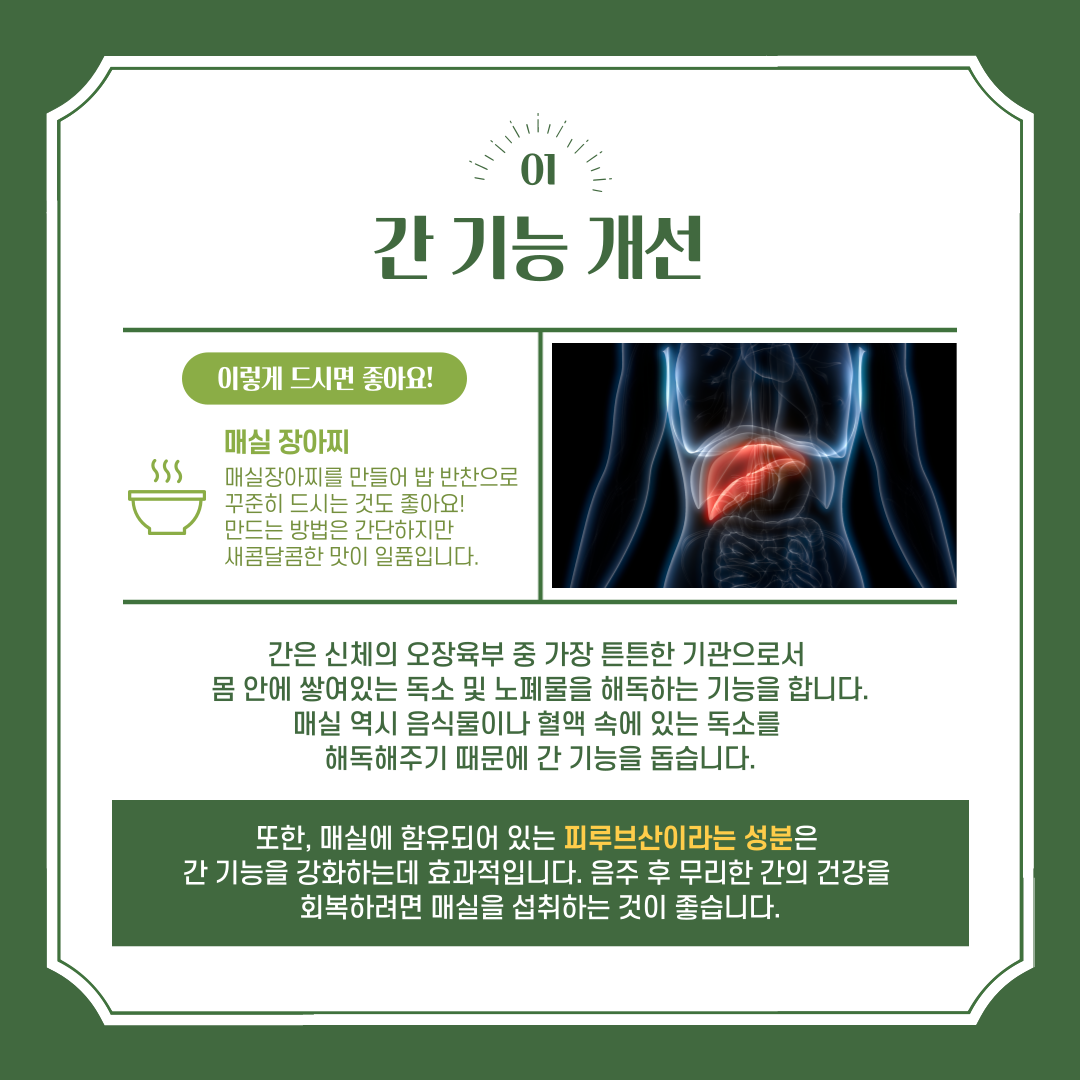 01
간 기능 개선
이렇게 드시면 좋아요!
매실 장아찌
매실장아찌를 만들어 밥 반찬으로
꾸준히 드시는 것도 좋아요!
만드는 방법은 간단하지만
새콤달콤한 맛이 일품입니다.
간은 신체의 오장육부 중 가장 튼튼한 기관으로서
몸 안에 쌓여있는 독소 및 노폐물을 해독하는 기능을 합니다.
매실 역시 음식물이나 혈액 속에 있는 독소를
해독해주기 때문에 간 기능을 돕습니다.
또한, 매실에 함유되어 있는 피루브산이라는 성분은
간 기능을 강화하는데 효과적입니다. 음주 후 무리한 간의 건강을
회복하려면 매실을 섭취하는 것이 좋습니다.